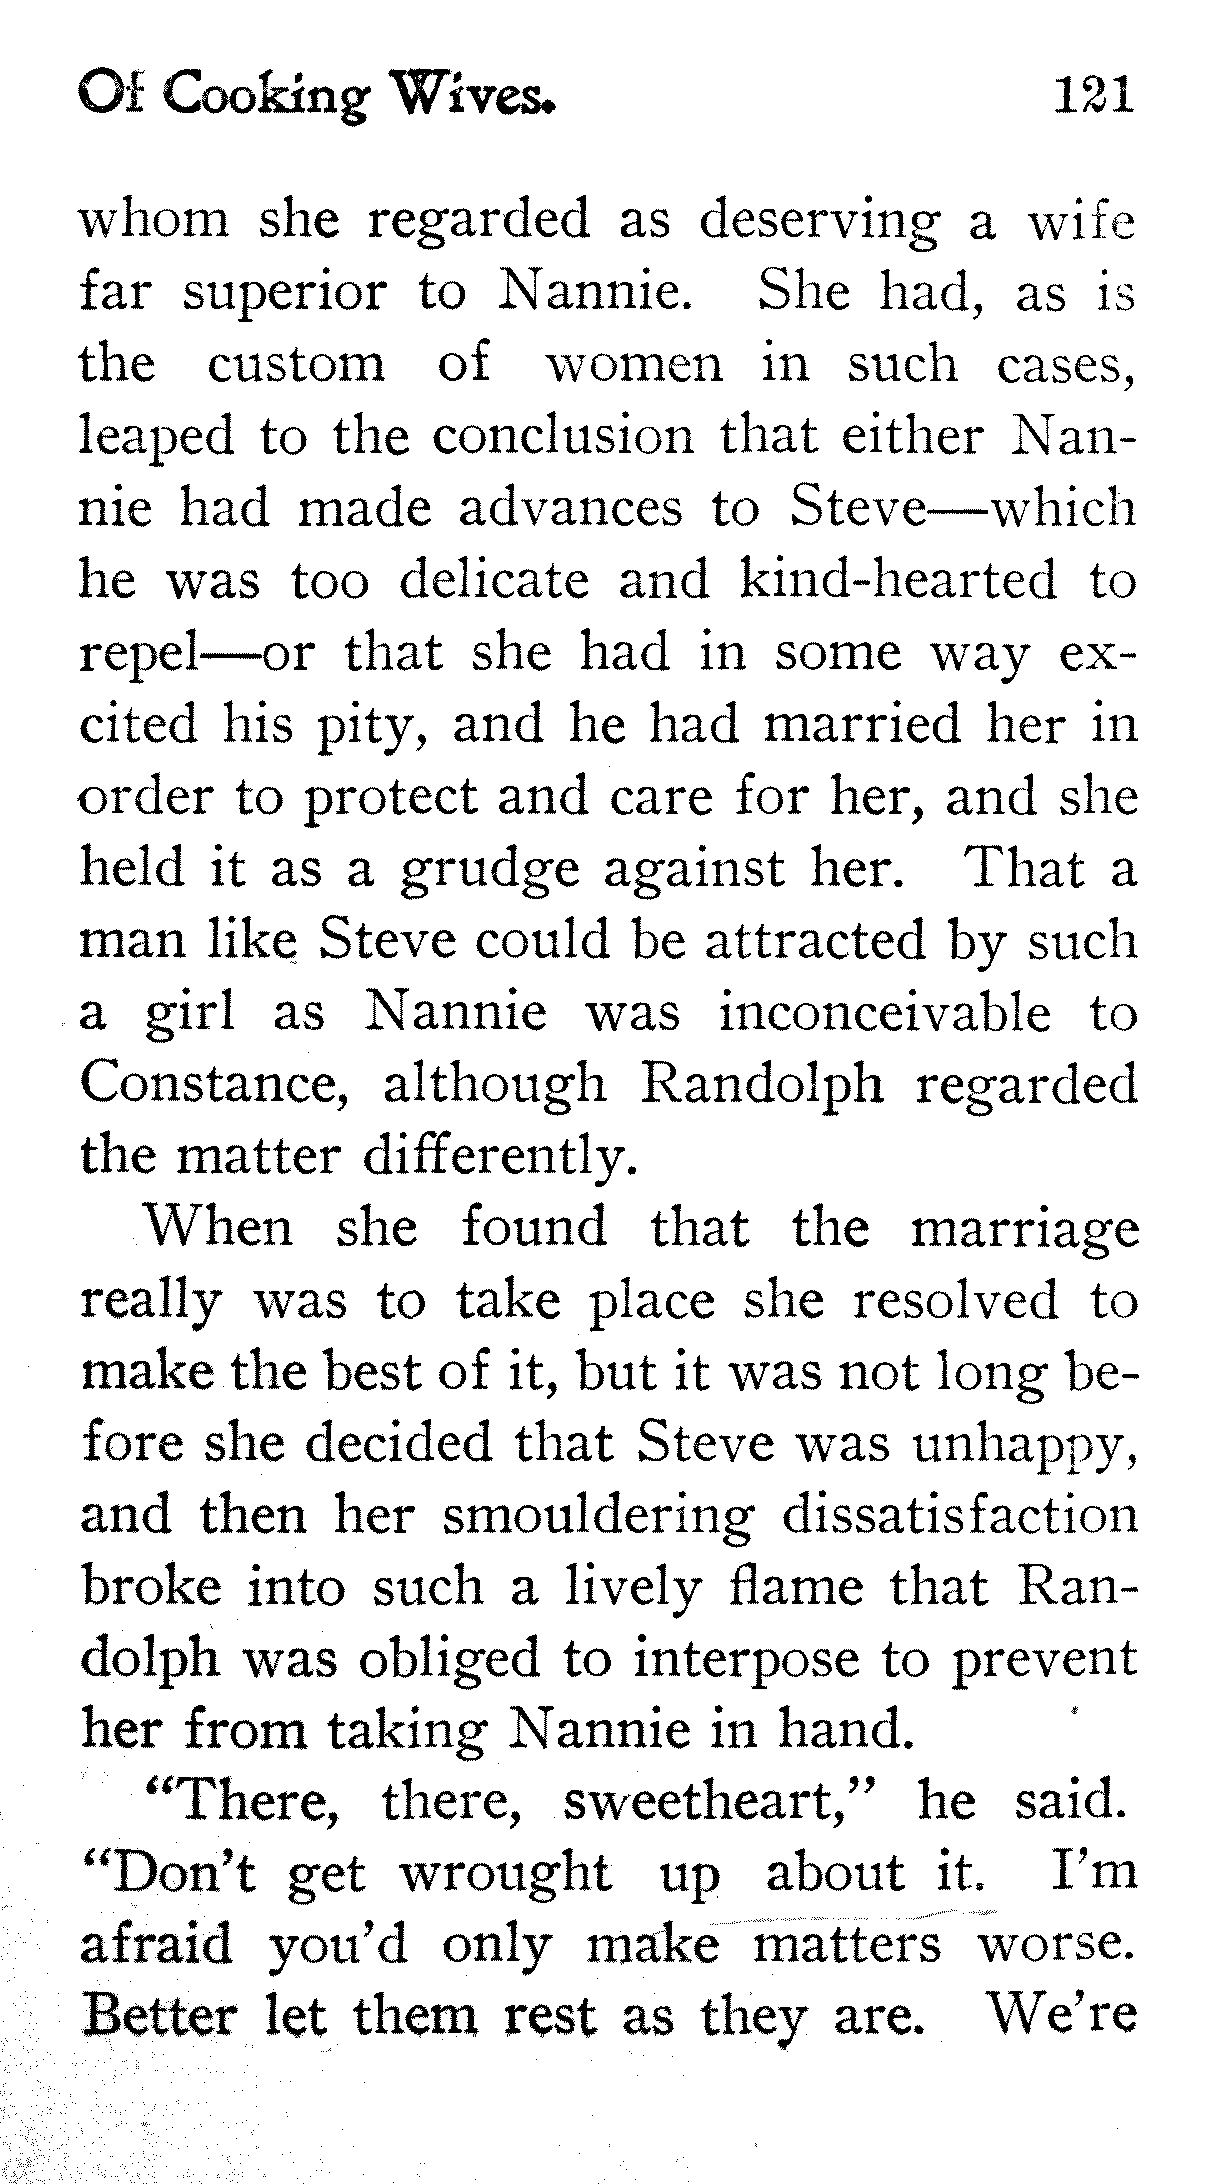 Of Cooking Wives. 121
whom she regarded as deserving a wife
far superior to Nannie. She had, as is
the custom of women in such cases,
leaped to the conclusion that either Nan-
nie had made advances to Steve—which
he was too delicate and kind-hearted to
repel—or that she had in some way ex-
cited his pity, and he had married her in
order to protect and care for her, and she
held it as a grudge against her. That a
man like Steve could be attracted by such
a girl as Nannie was inconceivable to
Constance, although Randolph regarded
the matter differently.
When she found that the marriage
really was to take place she resolved to
make the best of it, but it was not long be-
fore she decided that Steve was unhappy,
and then her smouldering dissatisfaction
broke into such a lively flame that Ran-
dolph was obliged to interpose to prevent
her from taking Nannie in hand.
“There, there, sweetheart,” he said.
“Don’t get wrought up about it. I’m
afraid you’d only make matters worse.
Better let them rest as they are. We’re